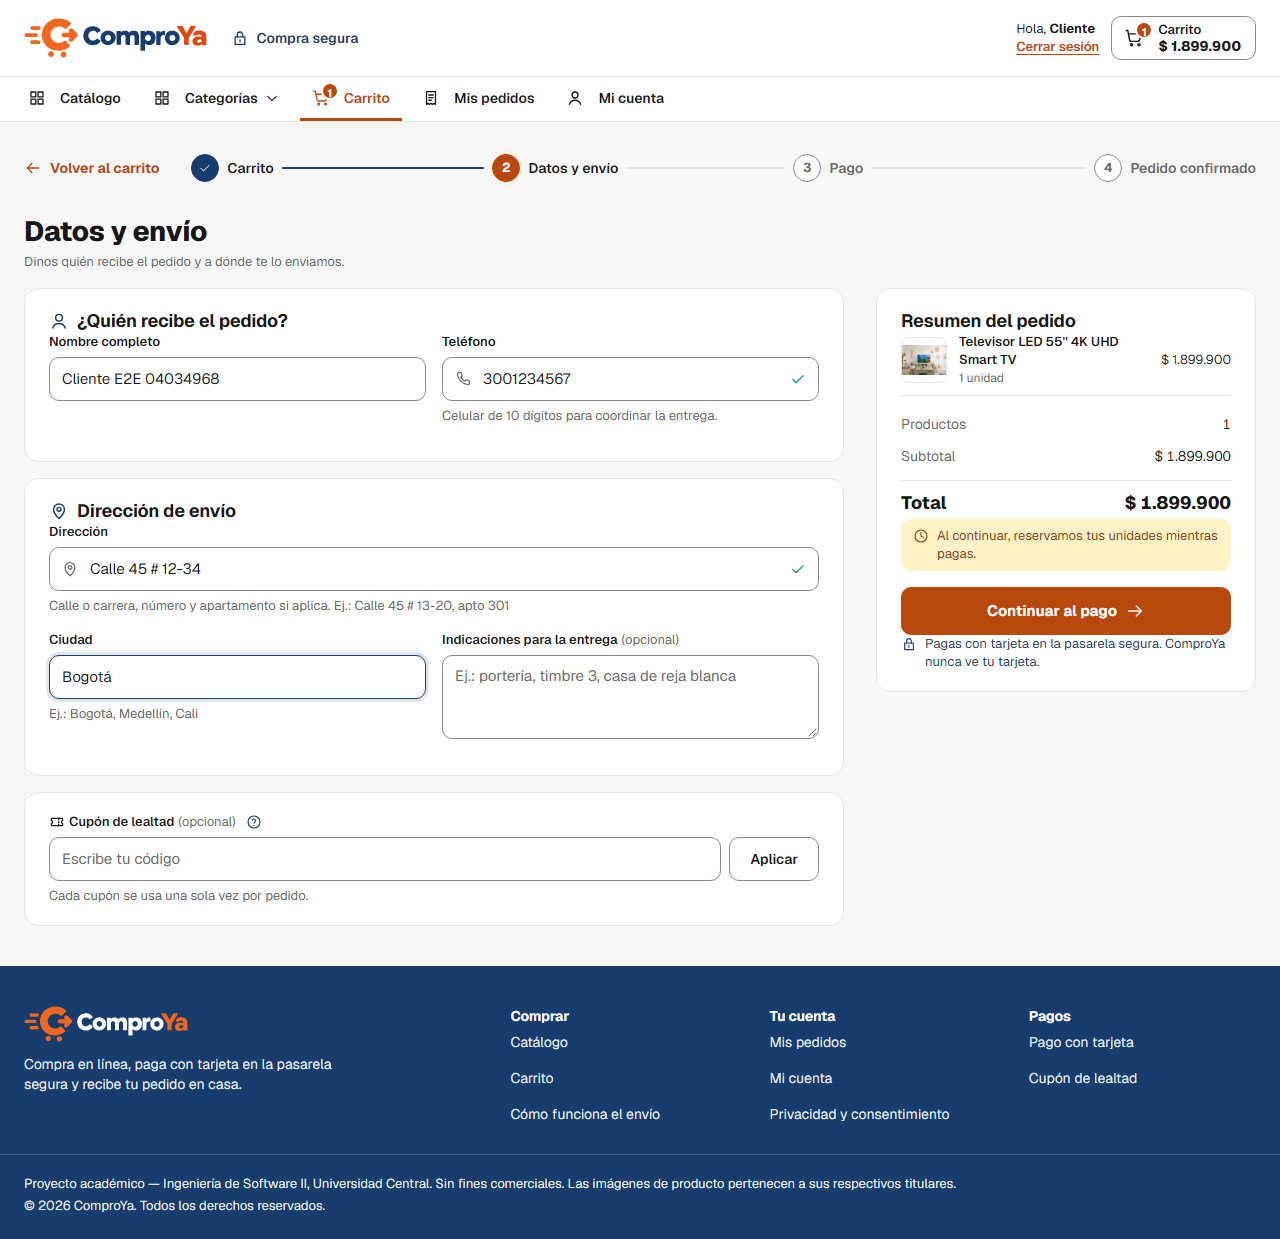 ComproYa
Compra segura
Hola, Cliente
Cerrar sesión
1
Carrito
$ 1.899.900
Catálogo
Categorías
1
Carrito
Mis pedidos
Mi cuenta
Volver al carrito
Carrito
2
Datos y envío
3
Pago
4
Pedido confirmado
Datos y envío
Dinos quién recibe el pedido y a dónde te lo enviamos.
¿Quién recibe el pedido?
Nombre completo
Cliente E2E 04034968
Teléfono
3001234567
Celular de 10 dígitos para coordinar la entrega.
Dirección de envío
Dirección
Calle 45 # 12-34
Calle o carrera, número y apartamento si aplica. Ej.: Calle 45 # 13-20, apto 301
Ciudad
Bogotá
Ej.: Bogotá, Medellín, Cali
Indicaciones para la entrega (opcional)
Ej.: portería, timbre 3, casa de reja blanca
Cupón de lealtad (opcional)
Escribe tu código
Aplicar
Cada cupón se usa una sola vez por pedido.
Resumen del pedido
Televisor LED 55" 4K UHD
Smart TV
1 unidad
$ 1.899.900
Productos
1
Subtotal
$ 1.899.900
Total
$ 1.899.900
Al continuar, reservamos tus unidades mientras
pagas.
Continuar al pago
Pagas con tarjeta en la pasarela segura. ComproYa
nunca ve tu tarjeta.
ComproYa
Compra en línea, paga con tarjeta en la pasarela
segura y recibe tu pedido en casa.
Comprar
Catálogo
Carrito
Cómo funciona el envío
Tu cuenta
Mis pedidos
Mi cuenta
Privacidad y consentimiento
Pagos
Pago con tarjeta
Cupón de lealtad
Proyecto académico — Ingeniería de Software II, Universidad Central. Sin fines comerciales. Las imágenes de producto pertenecen a sus respectivos titulares.
© 2026 ComproYa. Todos los derechos reservados.